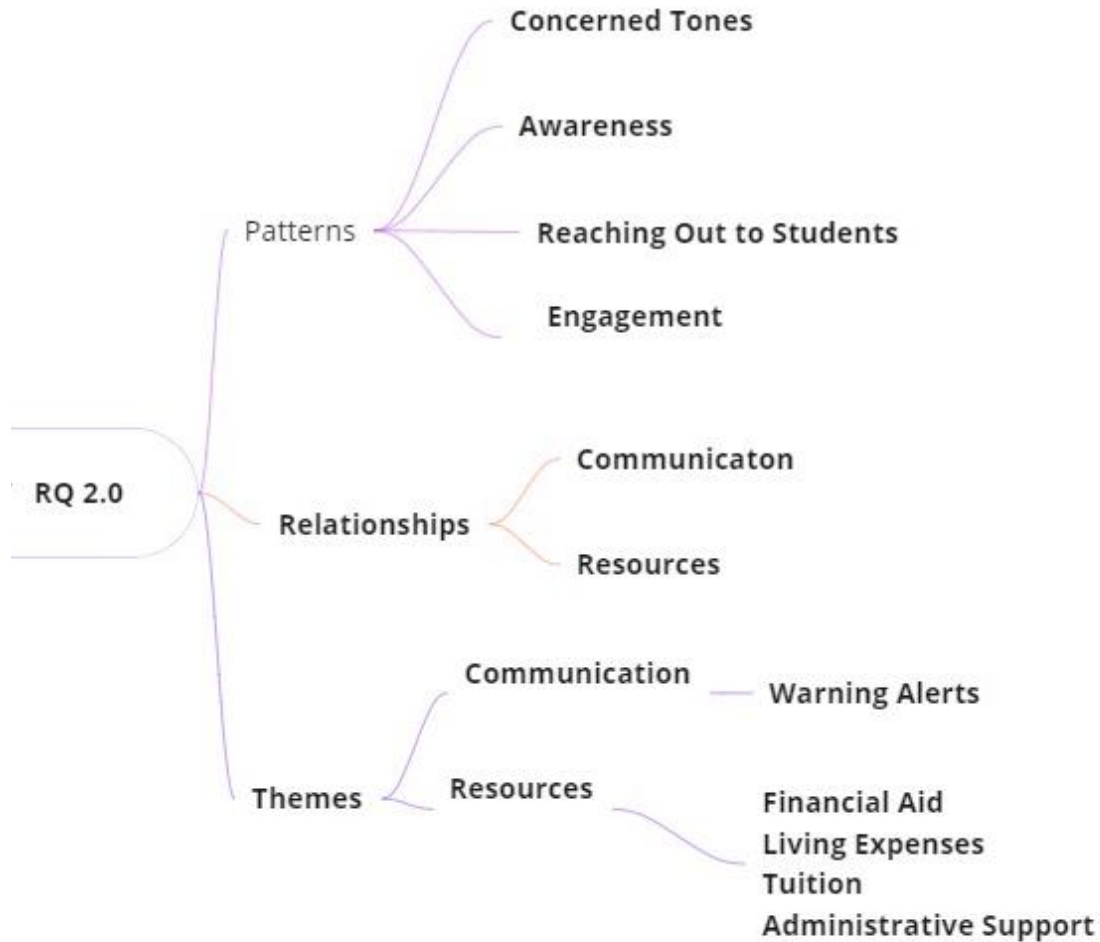 Concerned Tones
Awareness
Patterns
Reaching Out to Students
Engagement
Communicaton
RQ 2.0
Relationships
Resources
Communication
Warning Alerts
Themes
Resources
Financial Aid
Living Expenses
Tuition
Administrative Support